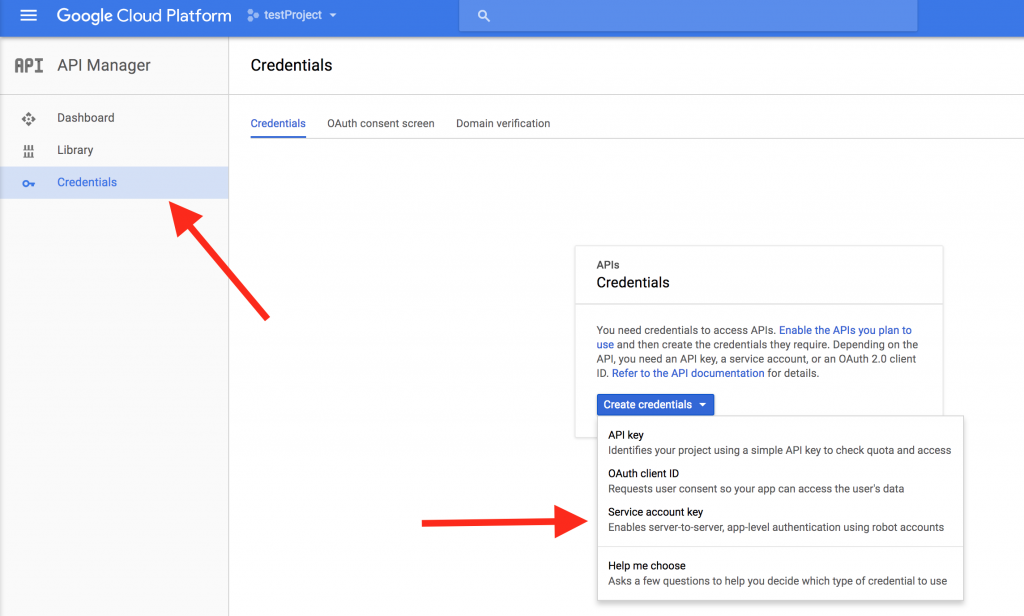 Google Cloud Platform
testProject
API
API Manager
Credentials
Dashboard
Library
Credentials
Credentials
OAuth consent screen
Domain verification
APIs
Credentials
You need credentials to access APIs. Enable the APIs you plan to
use and then create the credentials they require. Depending on the
API, you need an API key, a service account, or an OAuth 2.0 client
ID. Refer to the API documentation for details.
Create credentials
API key
Identifies your project using a simple API key to check quota and access
OAuth client ID
Requests user consent so your app can access the user's data
Service account key
Enables server-to-server, app-level authentication using robot accounts
Help me choose
Asks a few questions to help you decide which type of credential to use